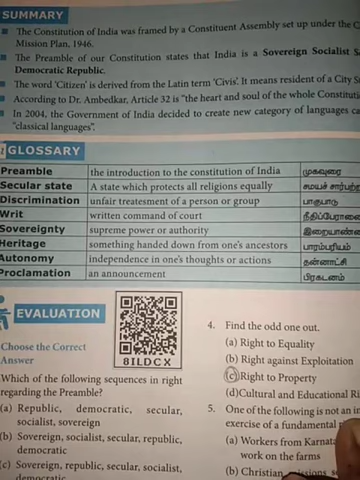 SUMMARY
The Constitution of India was framed by a Constituent Assembly set up under the
Mission Plan, 1946.
The Preamble of our Constitution states that India is a Sovereign Socialist
Democratic Republic.
The word 'Citizen' is derived from the Latin term 'Civis'. It means resident of a City
According to Dr. Ambedkar, Article 32 is "the heart and soul of the whole
In 2004, the Government of India decided to create new category of languages
"classical languages".
GLOSSARY
Preamble the introduction to the constitution of India முகவுரை
Secular state A state which protects all religions equally சமயச்
Discrimination unfair treatesment of a person or group பாகுபாடு
Writ written command of court
Sovereignty supreme power or authority
Heritage something handed down from one's ancestors பாரம்பரியம்
Autonomy independence in one's thoughts or actions தன்னாட்சி
Proclamation an announcement பிரகடனம்
EVALUATION
8ILDCX
Choose the Correct
Answer
Which of the following sequences in right
regarding the Preamble?
(a) Republic, democratic, secular,
socialist, sovereign
(b) Sovereign, socialist, secular, republic,
democratic
(c) Sovereign, republic, secular, socialist,
democratic
4. Find the odd one out.
(a) Right to Equality
(b) Right against Exploitation
(c) Right to Property
(d) Cultural and Educational
5. One of the following is not an
exercise of a fundamental
(a) Workers from
work on the farms
(b) Christian missions